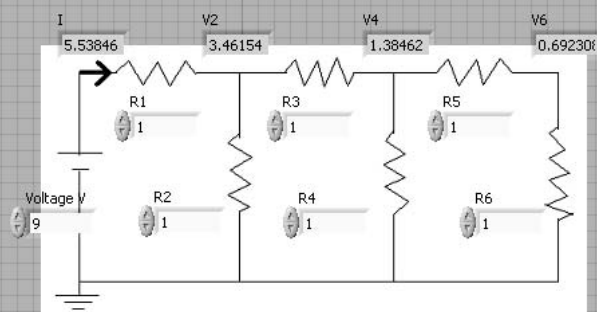 I V2 V4 V6
5.53846 3.46154 1.38462 0.692308
R1 R3 R5
1 1 1
Voltage V R2 R4 R6
9 1 1 1